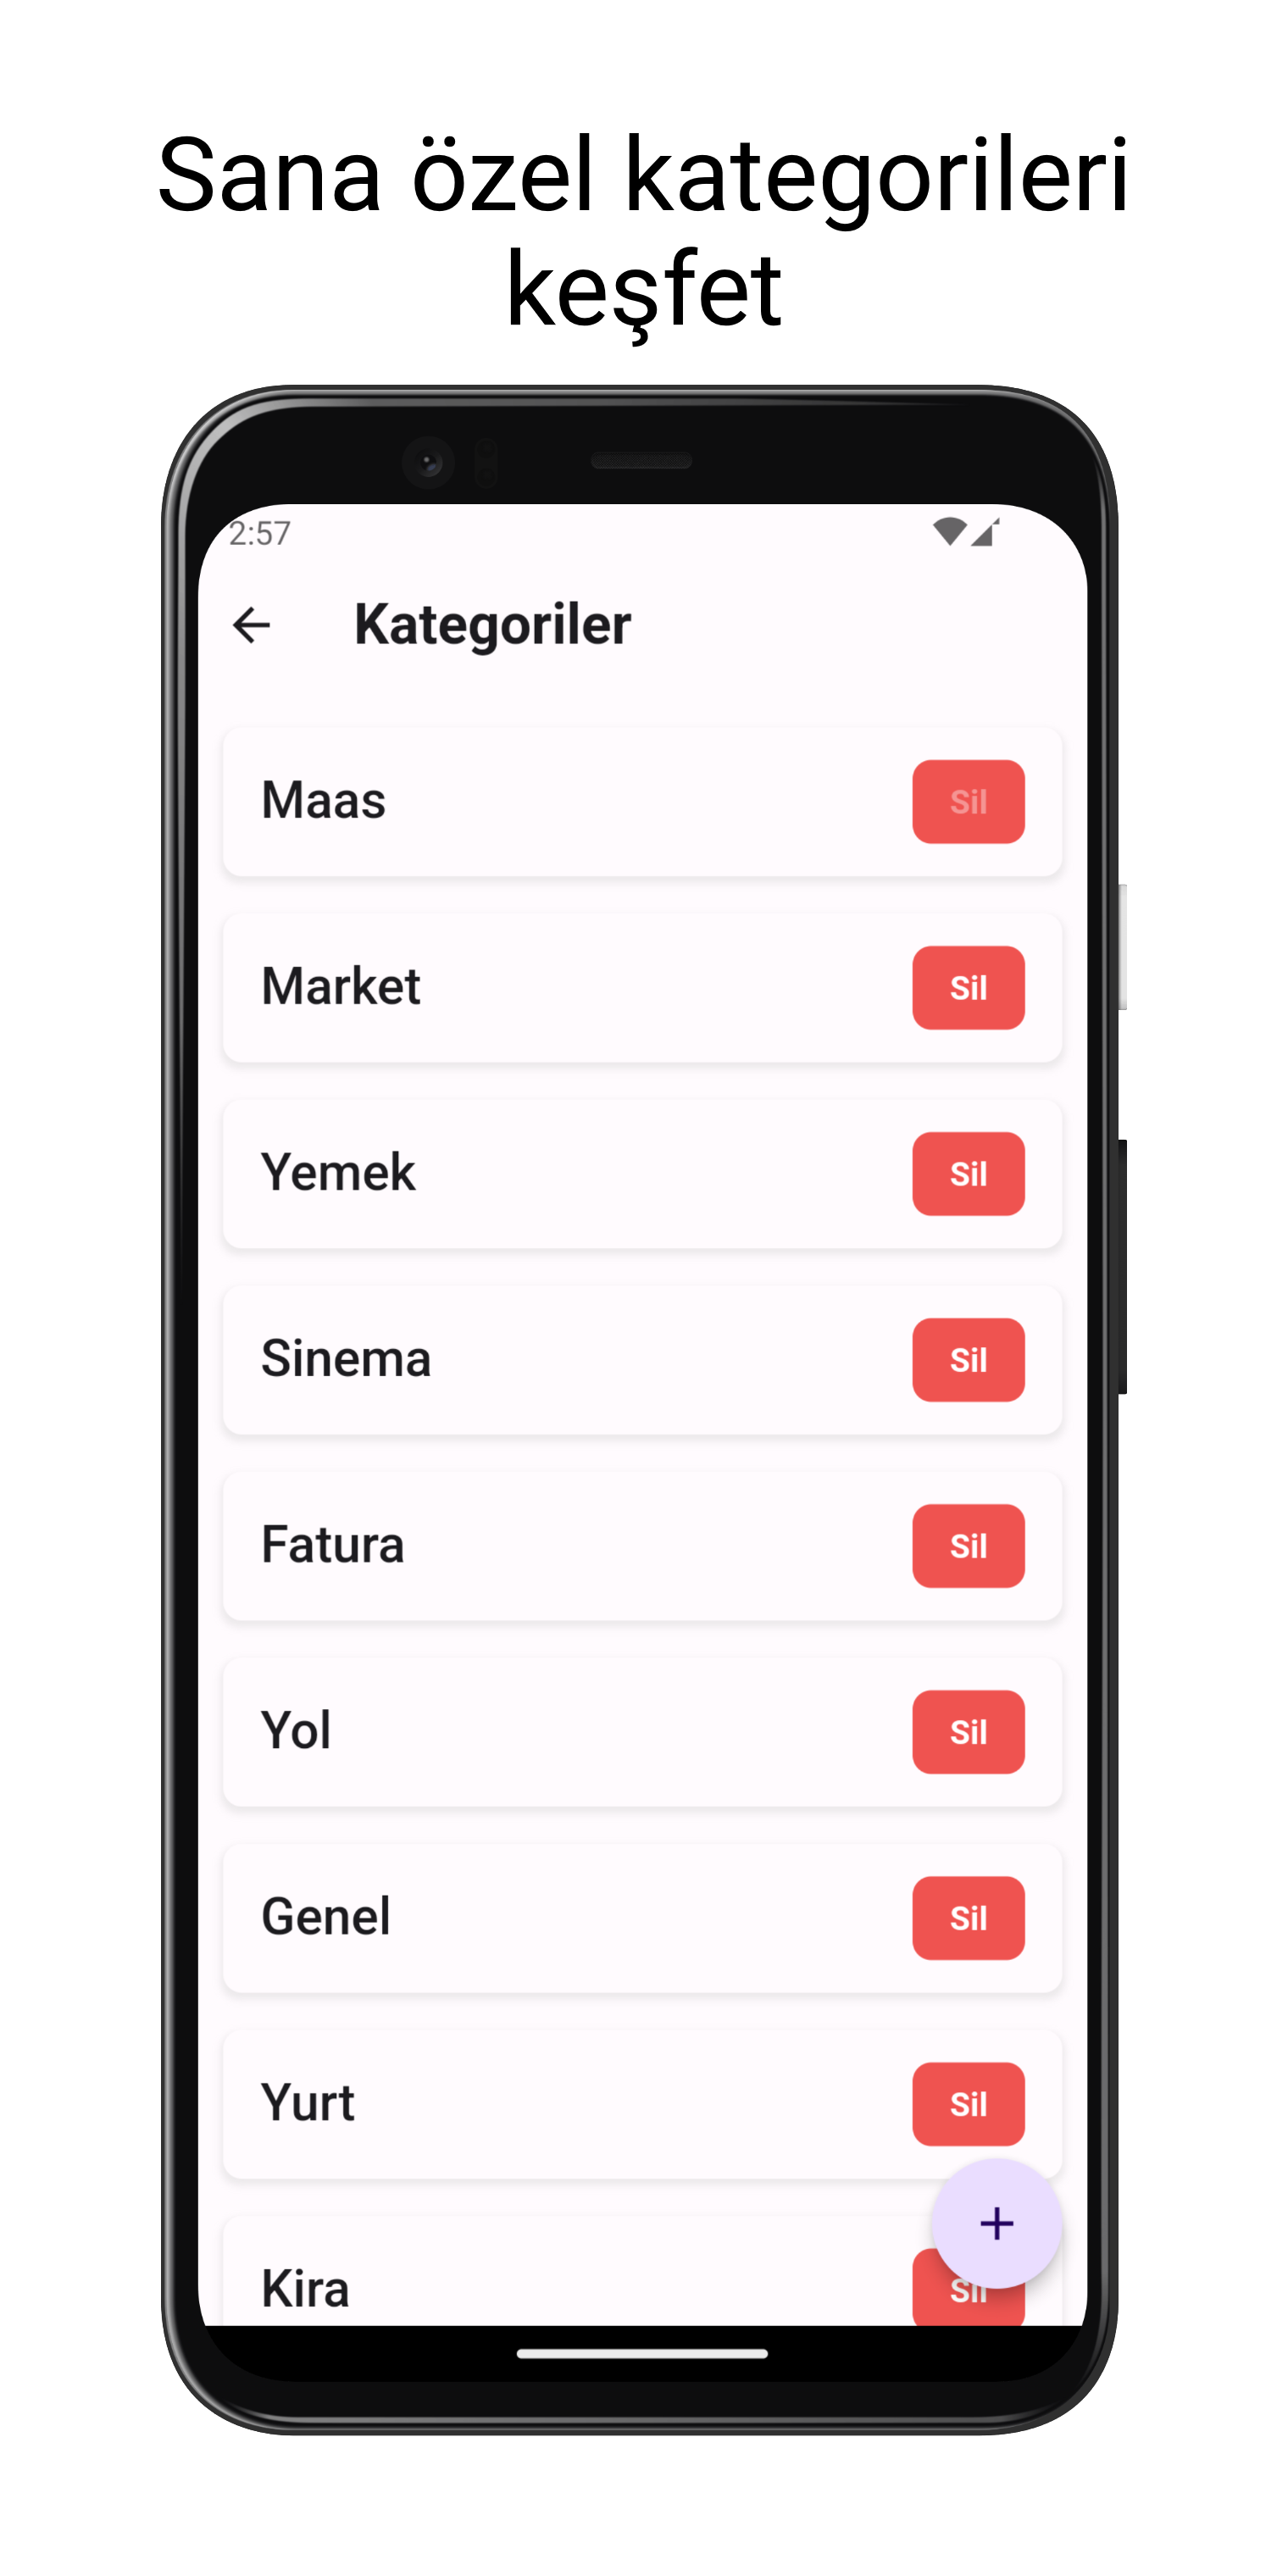 Sana özel kategorileri
keşfet
2:57
Kategoriler
Maas
Sil
Market
Sil
Yemek
Sil
Sinema
Sil
Fatura
Sil
Yol
Sil
Genel
Sil
Yurt
Sil
Kira
Sil